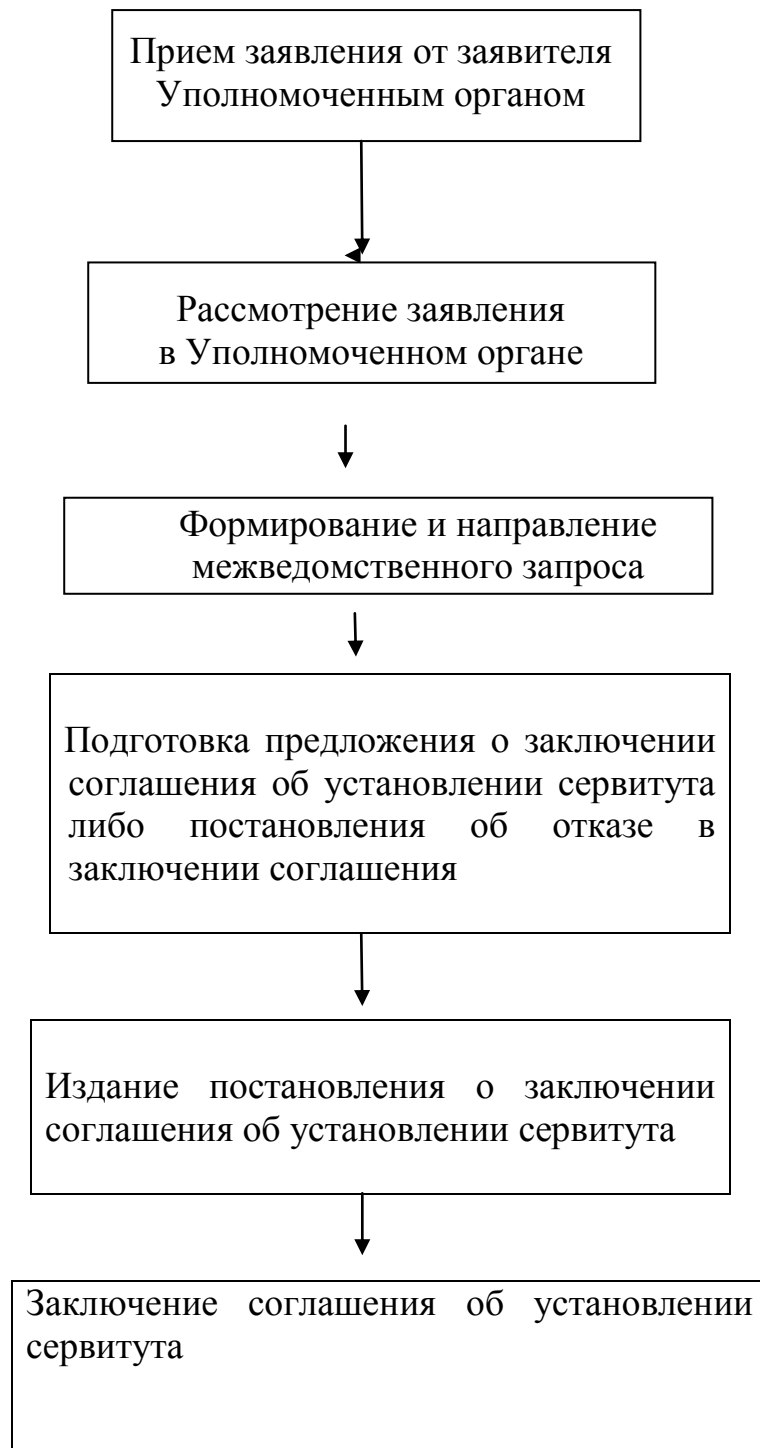 Прием заявления от заявителя
Уполномоченным органом
Рассмотрение заявления
в Уполномоченном органе
Формирование и направление
межведомственного запроса
Подготовка предложения о заключении
соглашения об установлении сервитута
либо постановления об отказе в
заключении соглашения
Издание постановления о заключении
соглашения об установлении сервитута
Заключение соглашения об установлении
сервитута